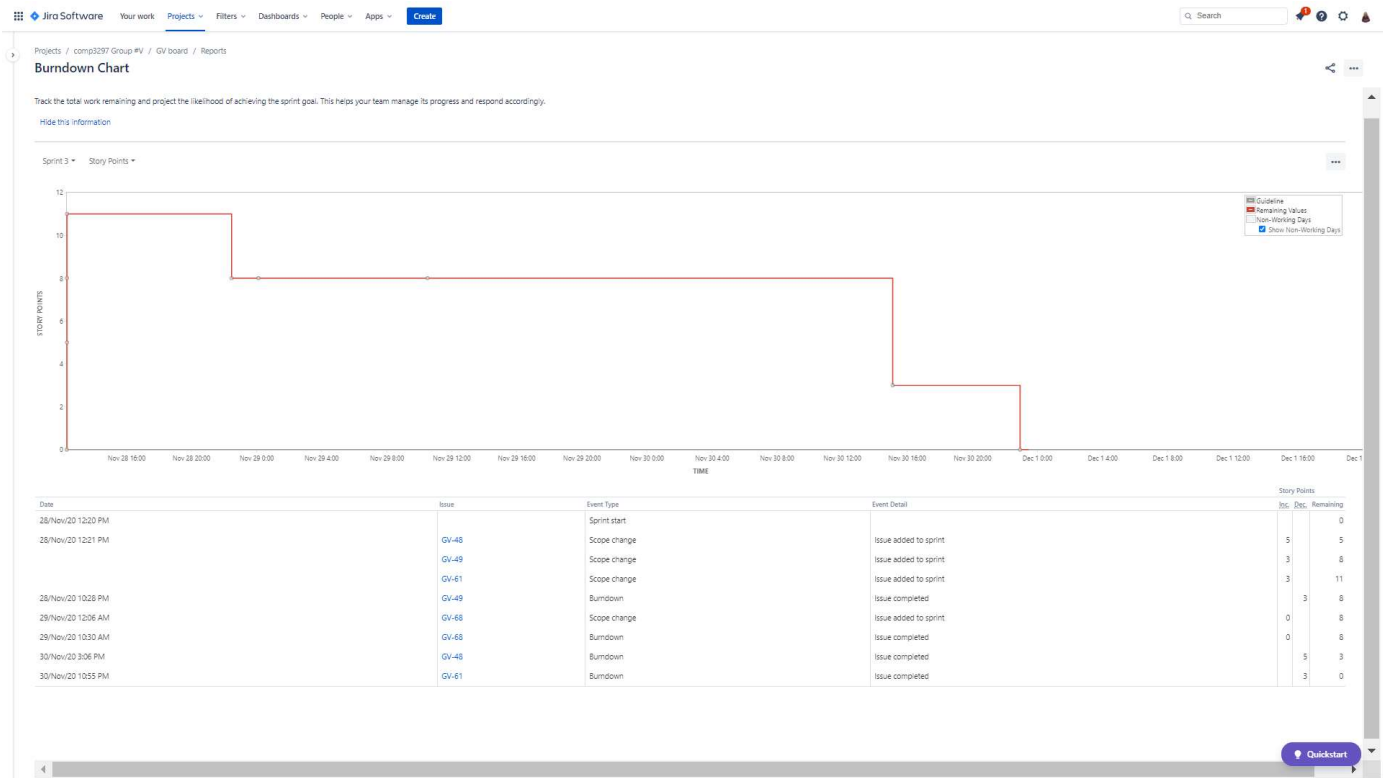 Jira Software Your work Projects Filters Dashboards People Apps Create Search 1
Projects / comp3297 Group #V / GV board / Reports
Burndown Chart
Track the total work remaining and project the likelihood of achieving the sprint goal. This helps your team manage its progress and respond accordingly.
Hide this information
Sprint 3 Story Points
Guideline
Remaining Values
Non-Working Days
Show Non-Working Days
12
10
8
6
4
2
0
STORY POINTS
Nov 28 16:00 Nov 28 20:00 Nov 29 0:00 Nov 29 4:00 Nov 29 8:00 Nov 29 12:00 Nov 29 16:00 Nov 29 20:00 Nov 30 0:00 Nov 30 4:00 Nov 30 8:00 Nov 30 12:00 Nov 30 16:00 Nov 30 20:00 Dec 1 0:00 Dec 1 4:00 Dec 1 8:00 Dec 1 12:00 Dec 1 16:00 Dec 1
TIME
Story Points
Date Issue Event Type Event Detail Inc. Dec. Remaining
28/Nov/20 12:20 PM Sprint start 0
28/Nov/20 12:21 PM GV-48 Scope change Issue added to sprint 5 5
GV-49 Scope change Issue added to sprint 3 8
GV-61 Scope change Issue added to sprint 3 11
28/Nov/20 10:28 PM GV-49 Burndown Issue completed 3 8
29/Nov/20 12:06 AM GV-68 Scope change Issue added to sprint 0 8
29/Nov/20 10:30 AM GV-68 Burndown Issue completed 0 8
30/Nov/20 3:06 PM GV-48 Burndown Issue completed 5 3
30/Nov/20 10:55 PM GV-61 Burndown Issue completed 3 0
Quickstart